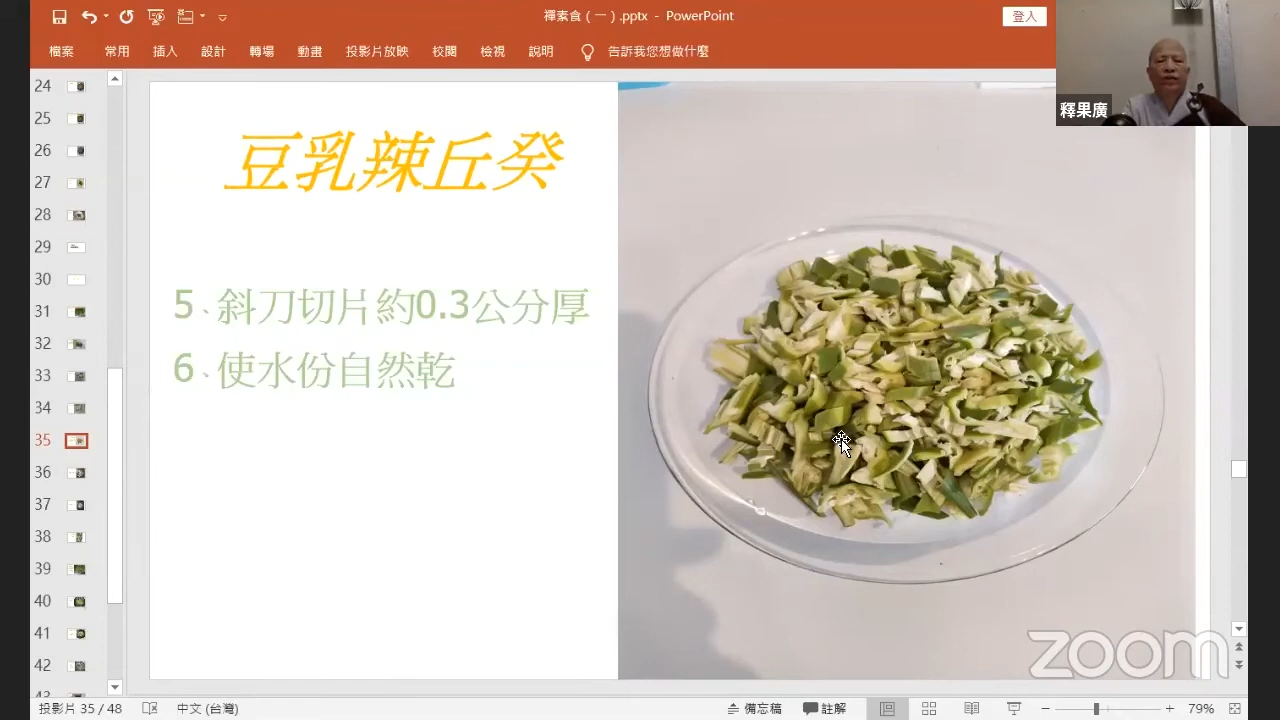 禪素食 ( 一 ) .pptx - PowerPoint
登入
檔案 常用 插入 設計 轉場 動畫 投影片放映 校閱 檢視 說明 告訴我您想做什麼
釋果廣
24
25
26
27
28
29
30
31
32
33
34
35
36
37
38
39
40
41
42
43
豆乳辣丘癸
5、斜刀切片約0.3公分厚
6、使水份自然乾
zoom
投影片 35 / 48 中文 (台灣) 備忘稿 註解 79%